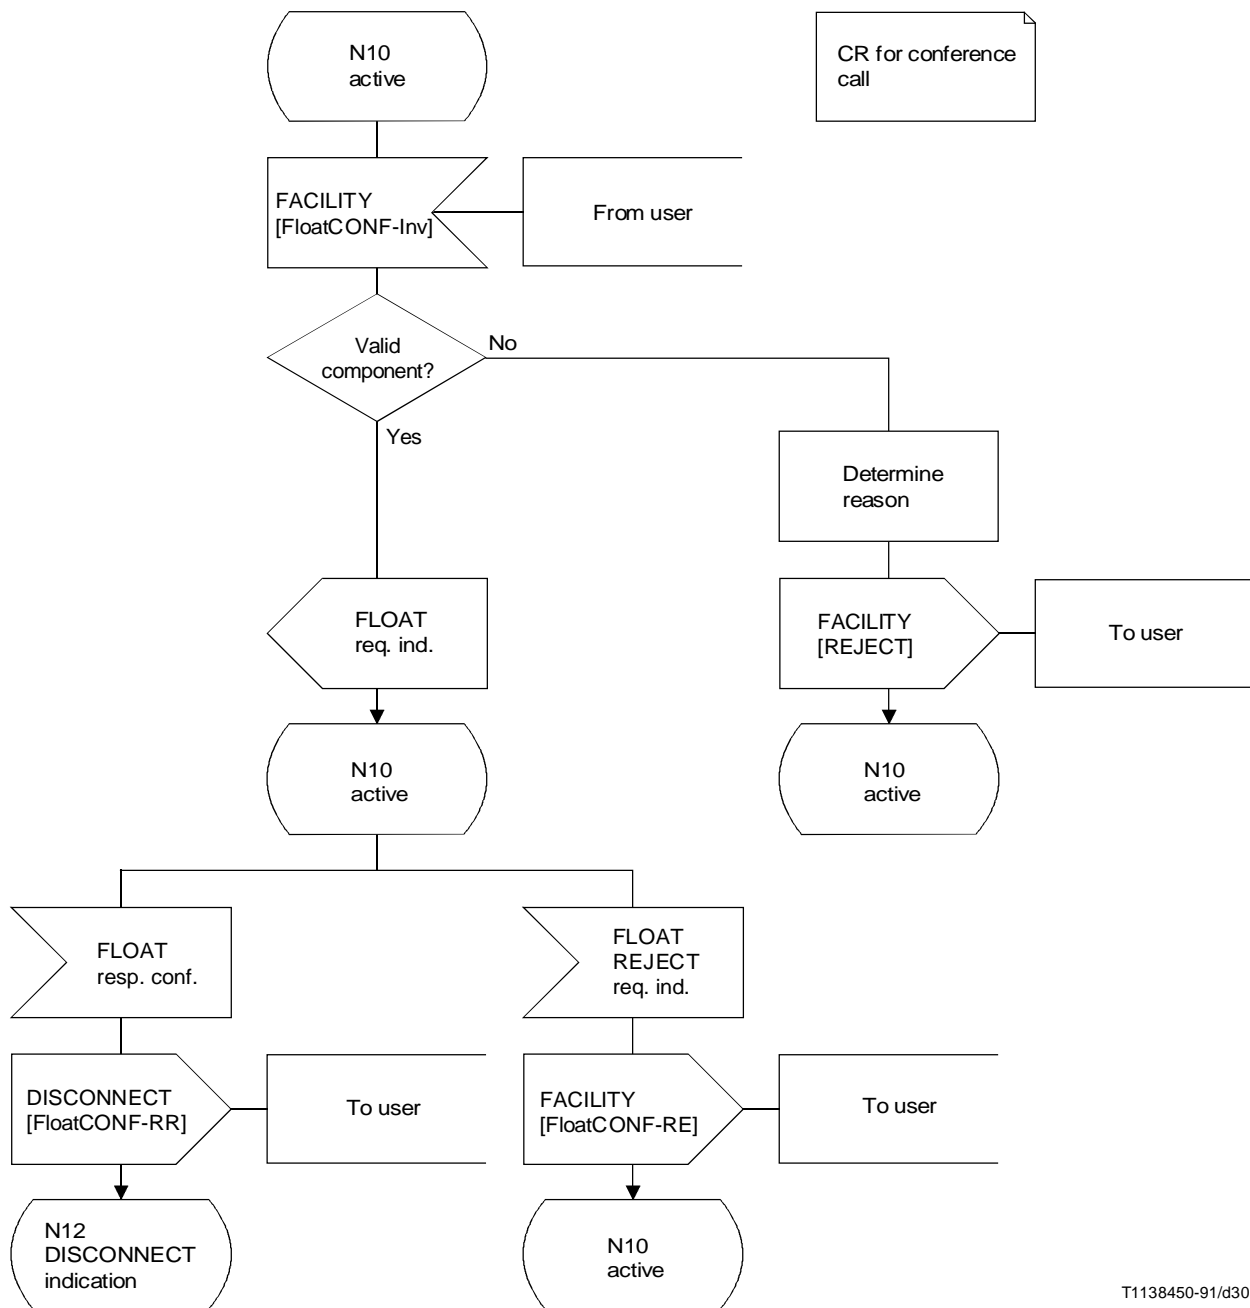 N10
active
CR for conference
call
FACILITY
[FloatCONF-Inv]
From user
Valid
component?
No
Yes
Determine
reason
FLOAT
req. ind.
FACILITY
[REJECT]
To user
N10
active
N10
active
FLOAT
resp. conf.
FLOAT
REJECT
req. ind.
DISCONNECT
[FloatCONF-RR]
To user
FACILITY
[FloatCONF-RE]
To user
N12
DISCONNECT
indication
N10
active
T1138450-91/d30